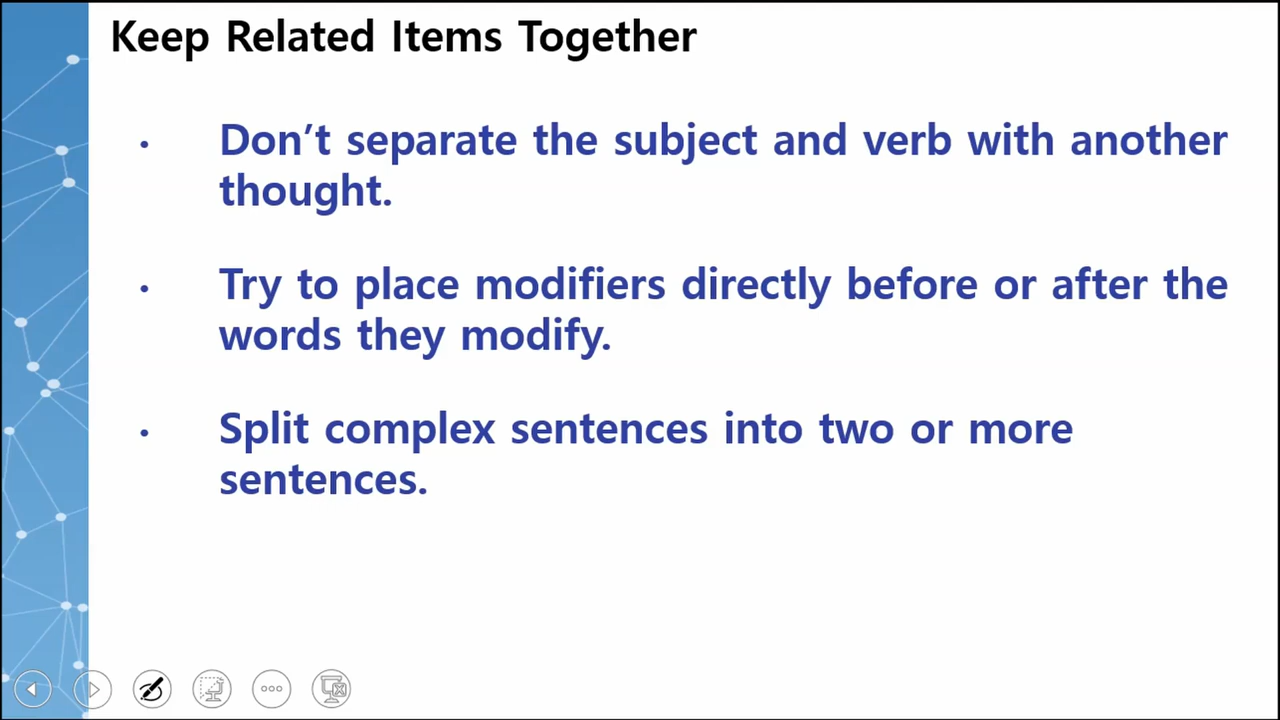 Keep Related Items Together
• Don’t separate the subject and verb with another
thought.
• Try to place modifiers directly before or after the
words they modify.
• Split complex sentences into two or more
sentences.